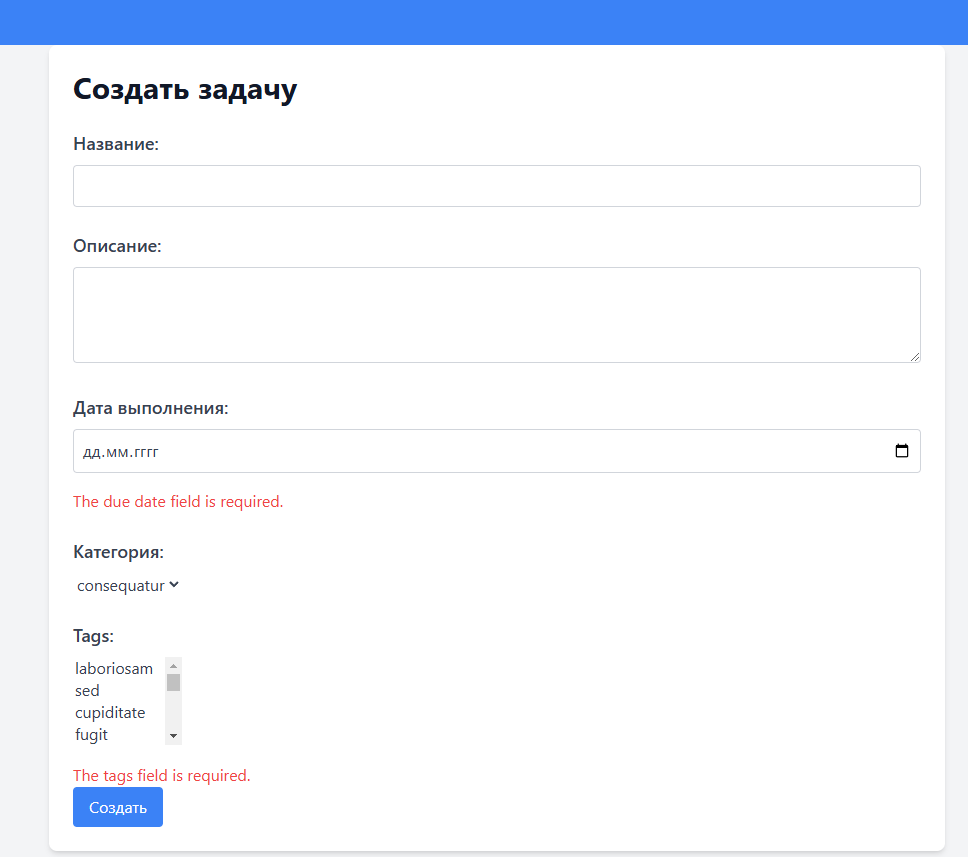 Создать задачу
Название:
Описание:
Дата выполнения:
дд.мм.гггг
The due date field is required.
Категория:
consequatur
Tags:
laboriosam
sed
cupiditate
fugit
The tags field is required.
Создать